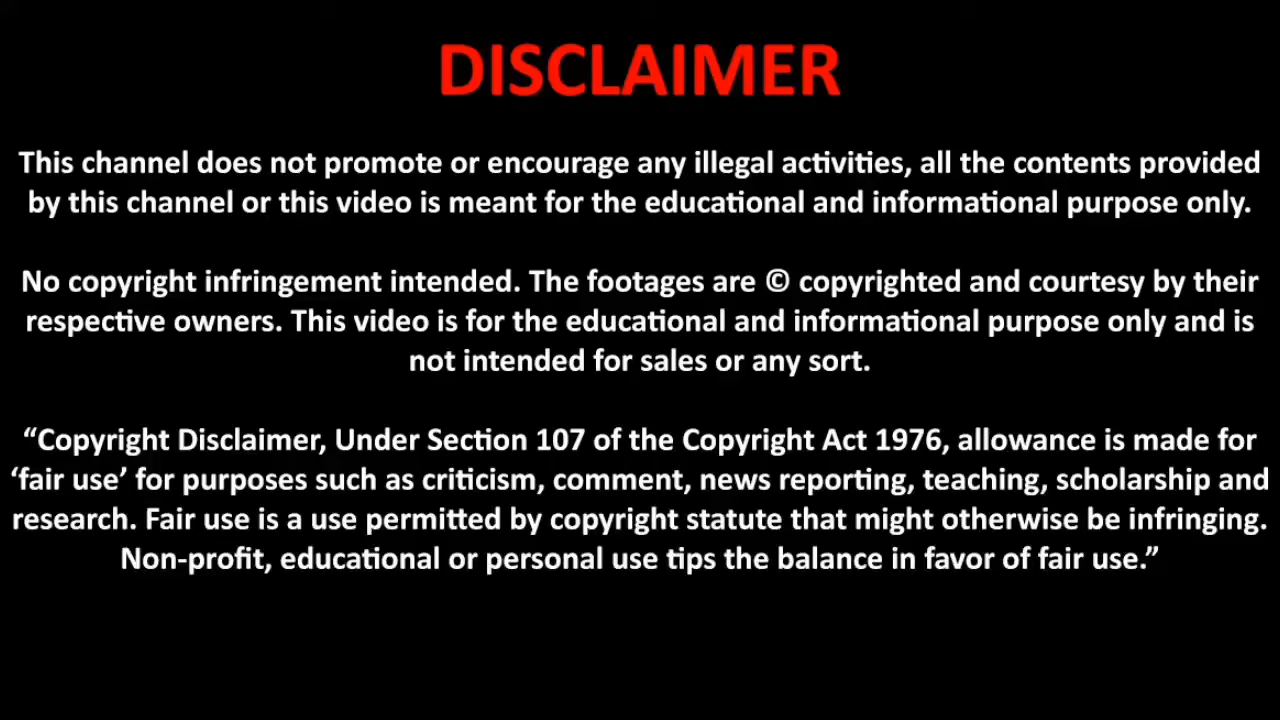 DISCLAIMER
This channel does not promote or encourage any illegal activities, all the contents provided
by this channel or this video is meant for the educational and informational purpose only.
No copyright infringement intended. The footages are © copyrighted and courtesy by their
respective owners. This video is for the educational and informational purpose only and is
not intended for sales or any sort.
“Copyright Disclaimer, Under Section 107 of the Copyright Act 1976, allowance is made for
‘fair use’ for purposes such as criticism, comment, news reporting, teaching, scholarship and
research. Fair use is a use permitted by copyright statute that might otherwise be infringing.
Non-profit, educational or personal use tips the balance in favor of fair use.”